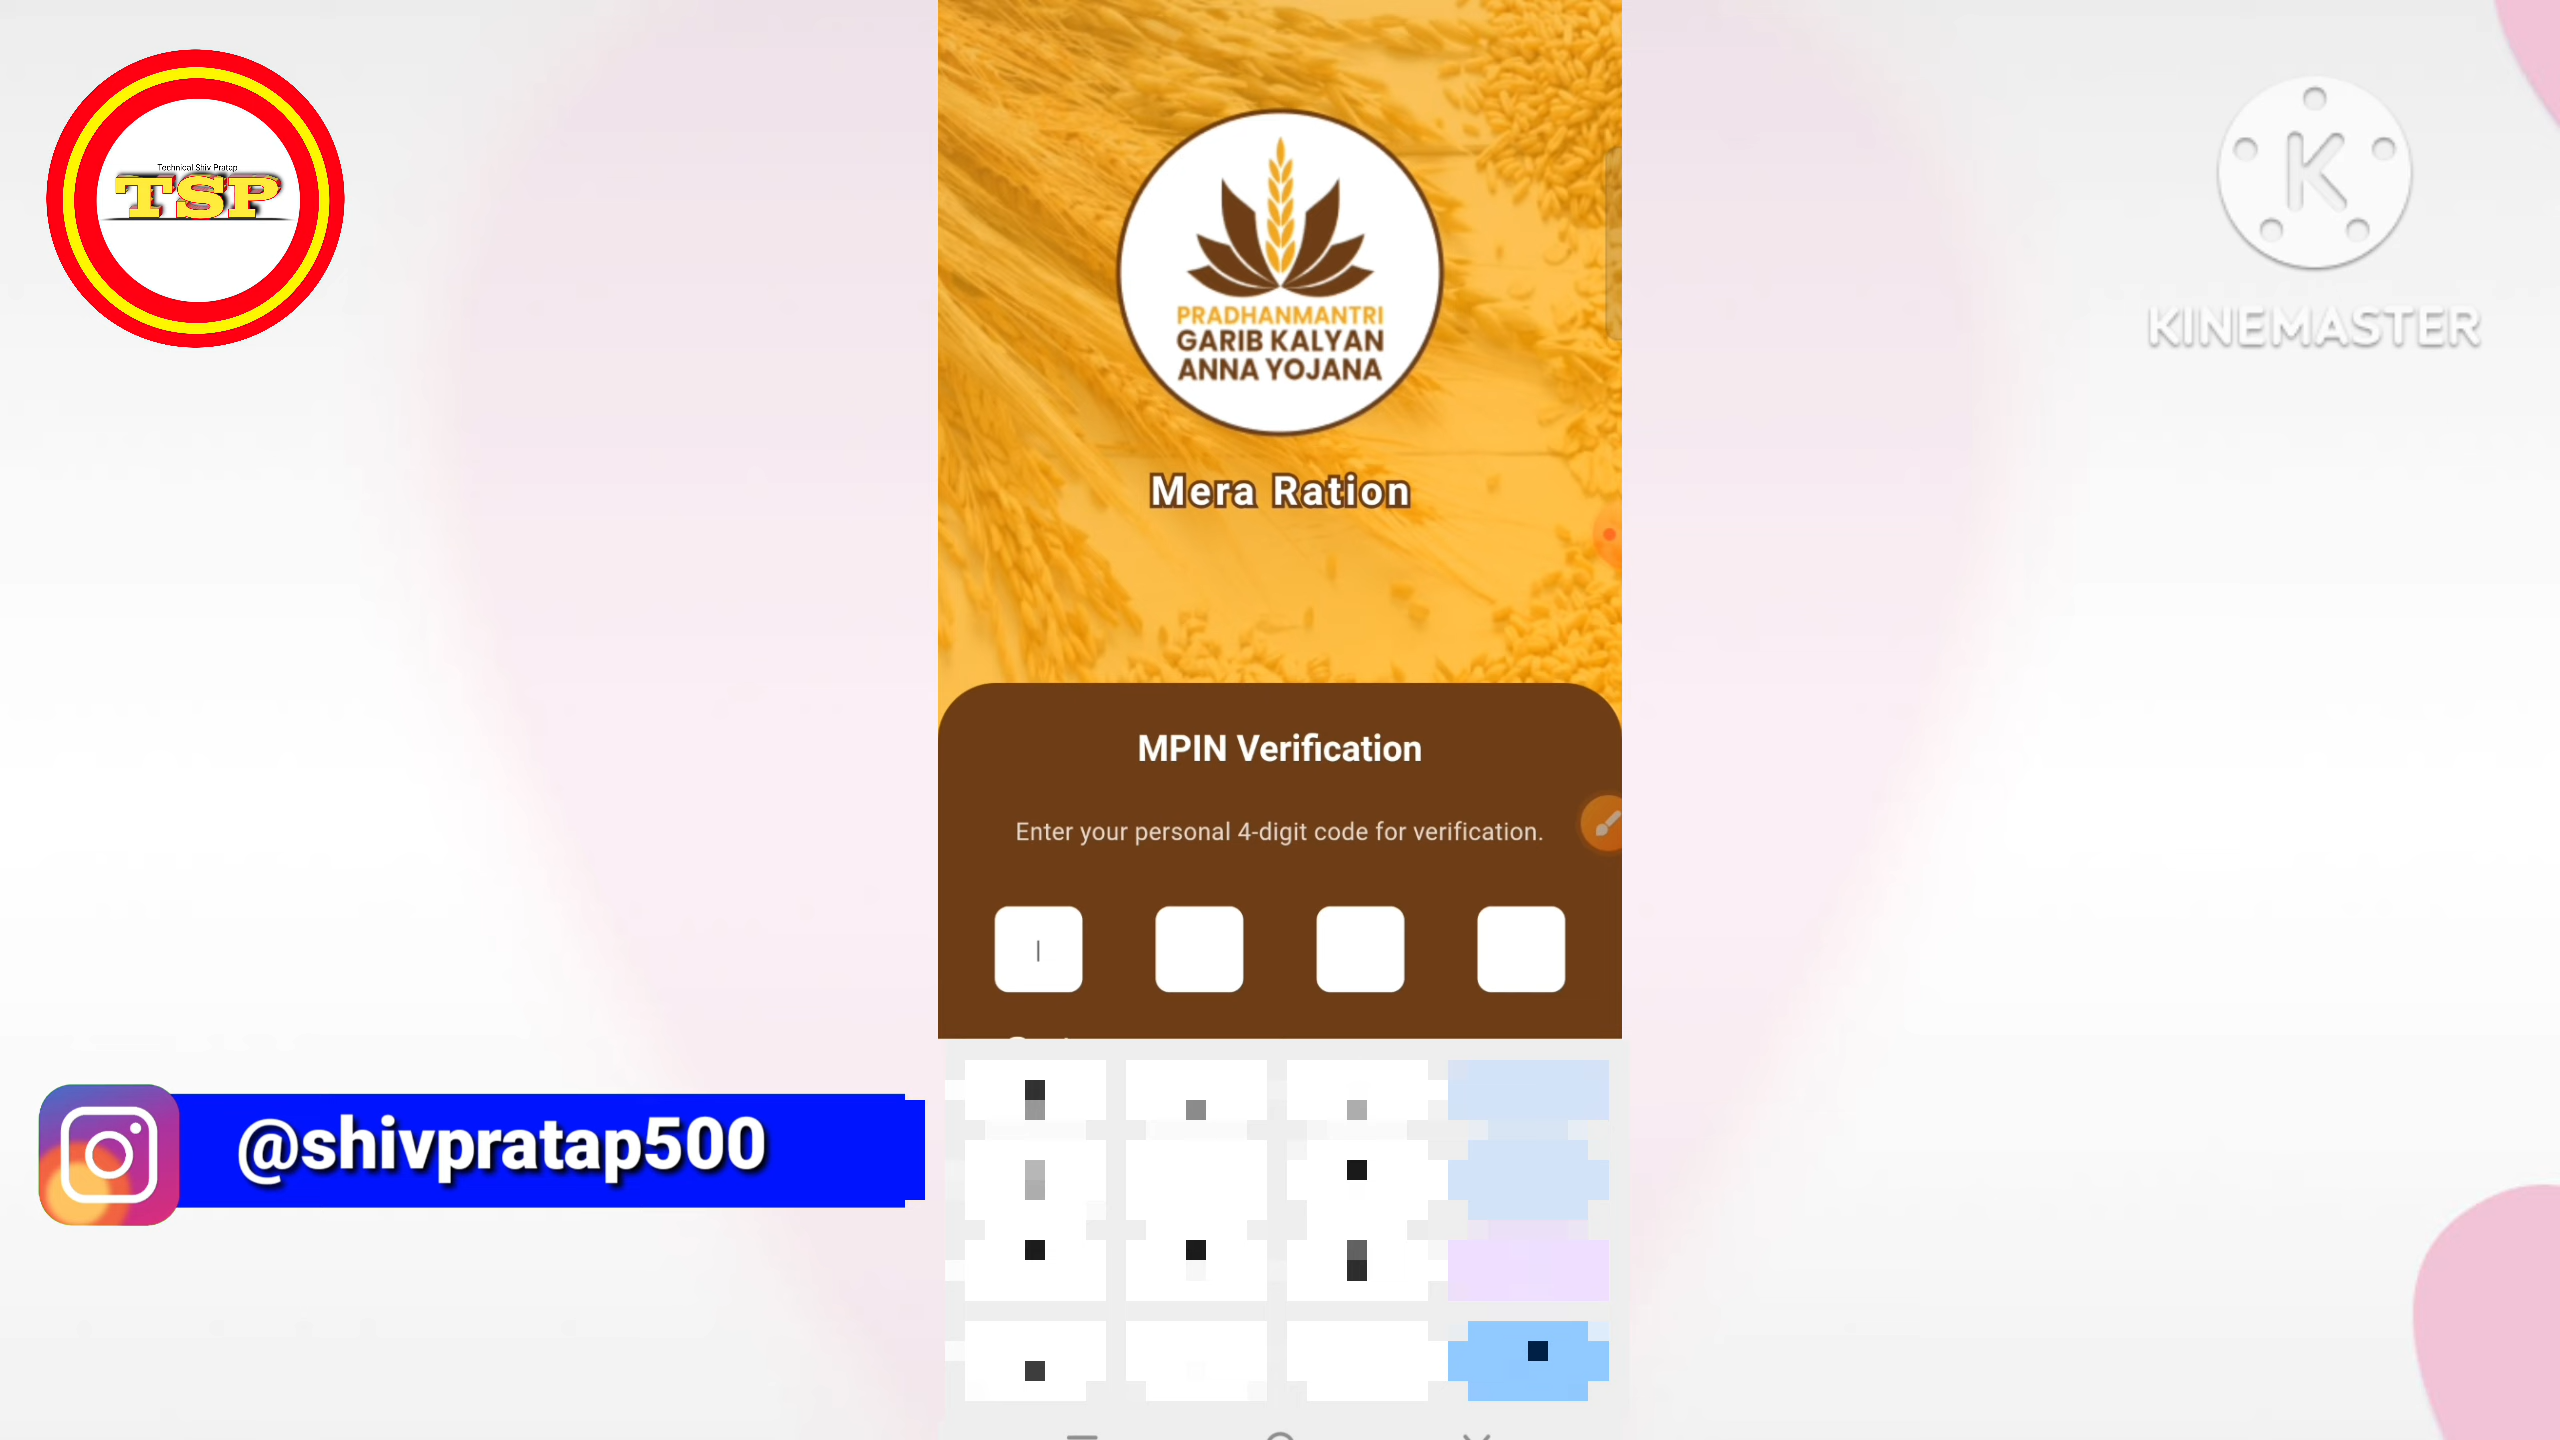 Technical Shiv Pratap
TSP
KINEMASTER
PRADHANMANTRI
GARIB KALYAN
ANNA YOJANA
Mera Ration
MPIN Verification
Enter your personal 4-digit code for verification.
@shivpratap500